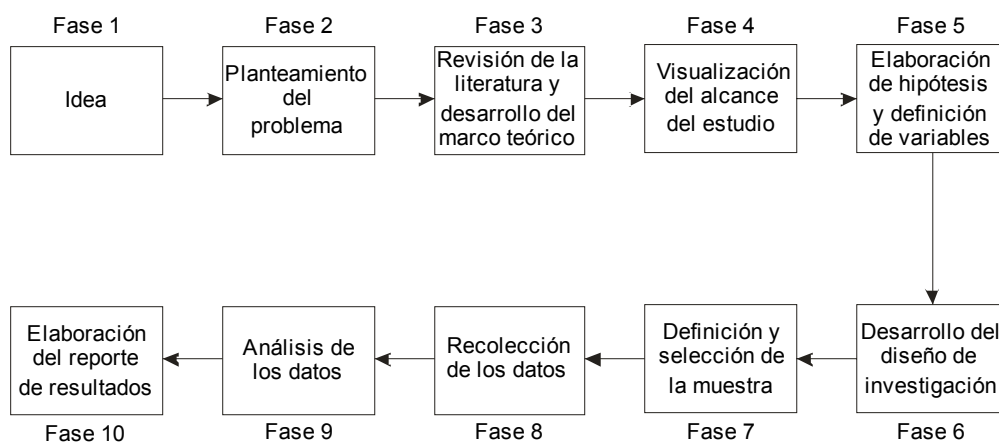 Fase 1
Idea
Fase 2
Planteamiento
del
problema
Fase 3
Revisión de la
literatura y
desarrollo del
marco teórico
Fase 4
Visualización
del alcance
del estudio
Fase 5
Elaboración
de hipótesis
y definición
de variables
Desarrollo del
diseño de
investigación
Fase 6
Definición y
selección de
la muestra
Fase 7
Recolección
de los datos
Fase 8
Análisis de
los datos
Fase 9
Elaboración
del reporte
de resultados
Fase 10